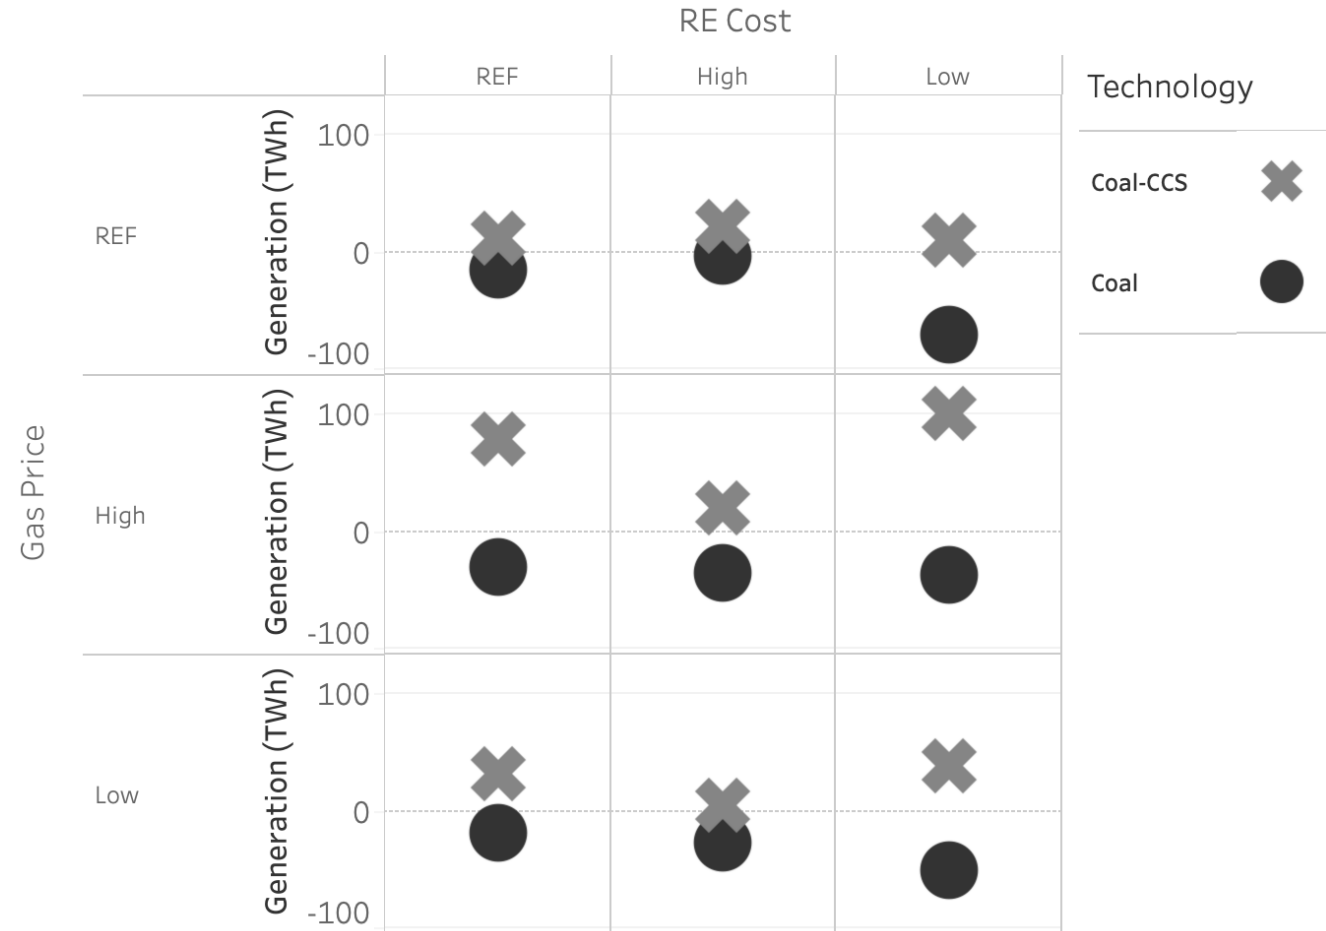 RE Cost
REF High Low
Technology
Coal-CCS
Coal
Gas Price
REF
Generation (TWh)
100
0
-100
High
Generation (TWh)
100
0
-100
Low
Generation (TWh)
100
0
-100